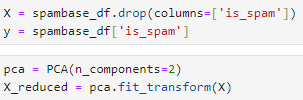 X = spambase_df.drop(columns=['is_spam'])
y = spambase_df['is_spam']
pca = PCA(n_components=2)
X_reduced = pca.fit_transform(X)